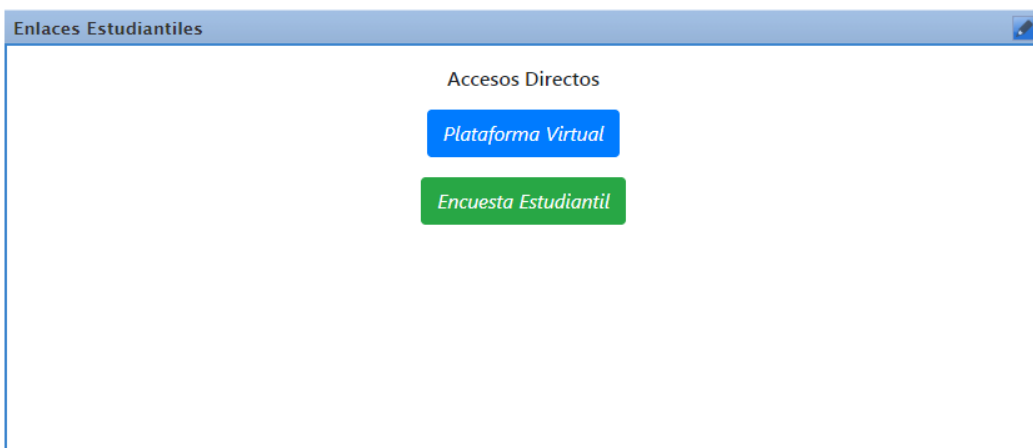 Enlaces Estudiantiles
Accesos Directos
Plataforma Virtual
Encuesta Estudiantil